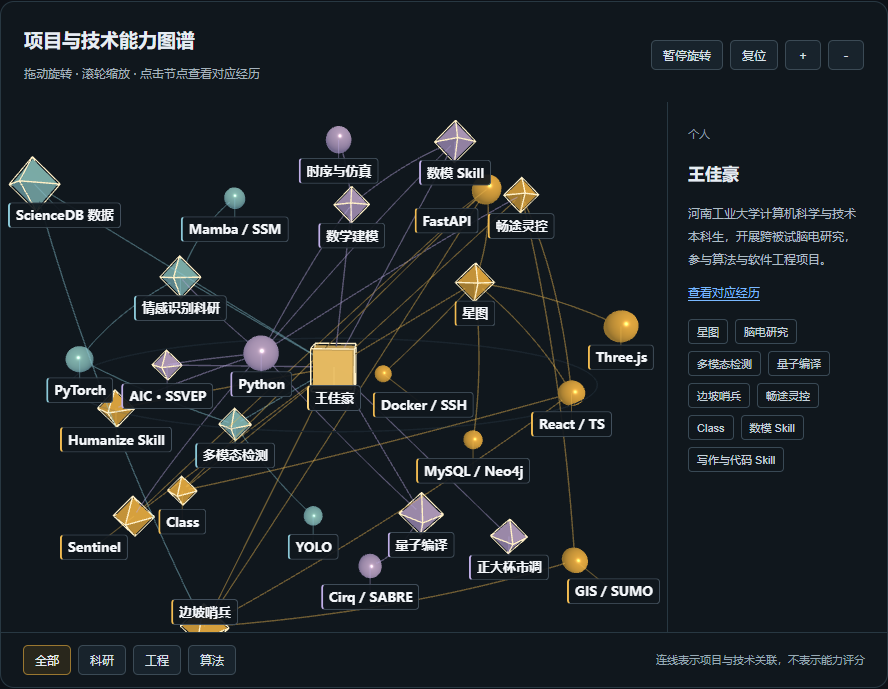 项目与技术能力图谱
拖动旋转 · 滚轮缩放 · 点击节点查看对应经历
暂停旋转
复位
+
-
时序与仿真
数模 Skill
ScienceDB 数据
Mamba / SSM
数学建模
FastAPI
畅途灵控
情感识别科研
星图
Three.js
PyTorch
AIC • SSVEP
Python
王佳豪
Docker / SSH
React / TS
Humanize Skill
多模态检测
MySQL / Neo4j
Class
Sentinel
YOLO
量子编译
正大杯市调
Cirq / SABRE
GIS / SUMO
边坡哨兵
个人
王佳豪
河南工业大学计算机科学与技术
本科生，开展跨被试脑电研究，
参与算法与软件工程项目。
查看对应经历
星图
脑电研究
多模态检测
量子编译
边坡哨兵
畅途灵控
Class
数模 Skill
写作与代码 Skill
全部
科研
工程
算法
连线表示项目与技术关联，不表示能力评分